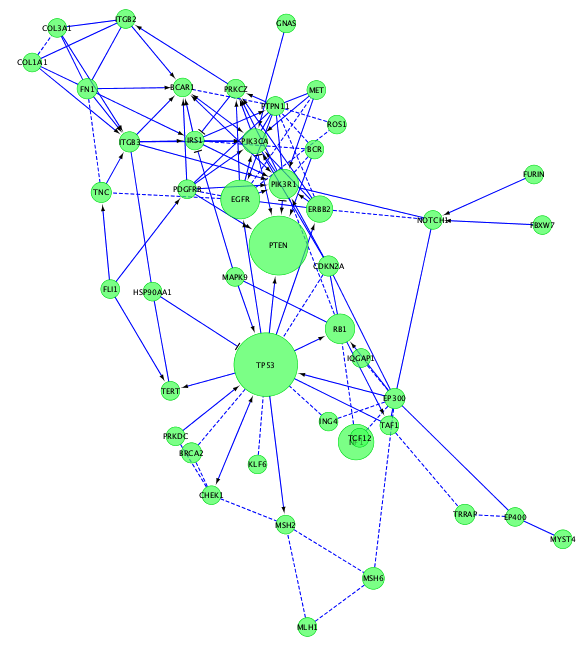 ITGB2
GNAS
COL3A1
COL1A1
FN1
BCAR1
PRKCZ
MET
PTPN11
ROS1
ITGB3
IRS1
PIK3CA
BCR
FURIN
TNC
PDGFRB
PIK3R1
EGFR
ERBB2
NOTCH1
FBXW7
PTEN
CDKN2A
MAPK9
FLI1
HSP90AA1
RB1
IQGAP1
TP53
TERT
EP300
ING4
TAF1
PRKDC
TCF12
BRCA2
KLF6
CHEK1
TRRAP
EP400
MSH2
MYST4
MSH6
MLH1